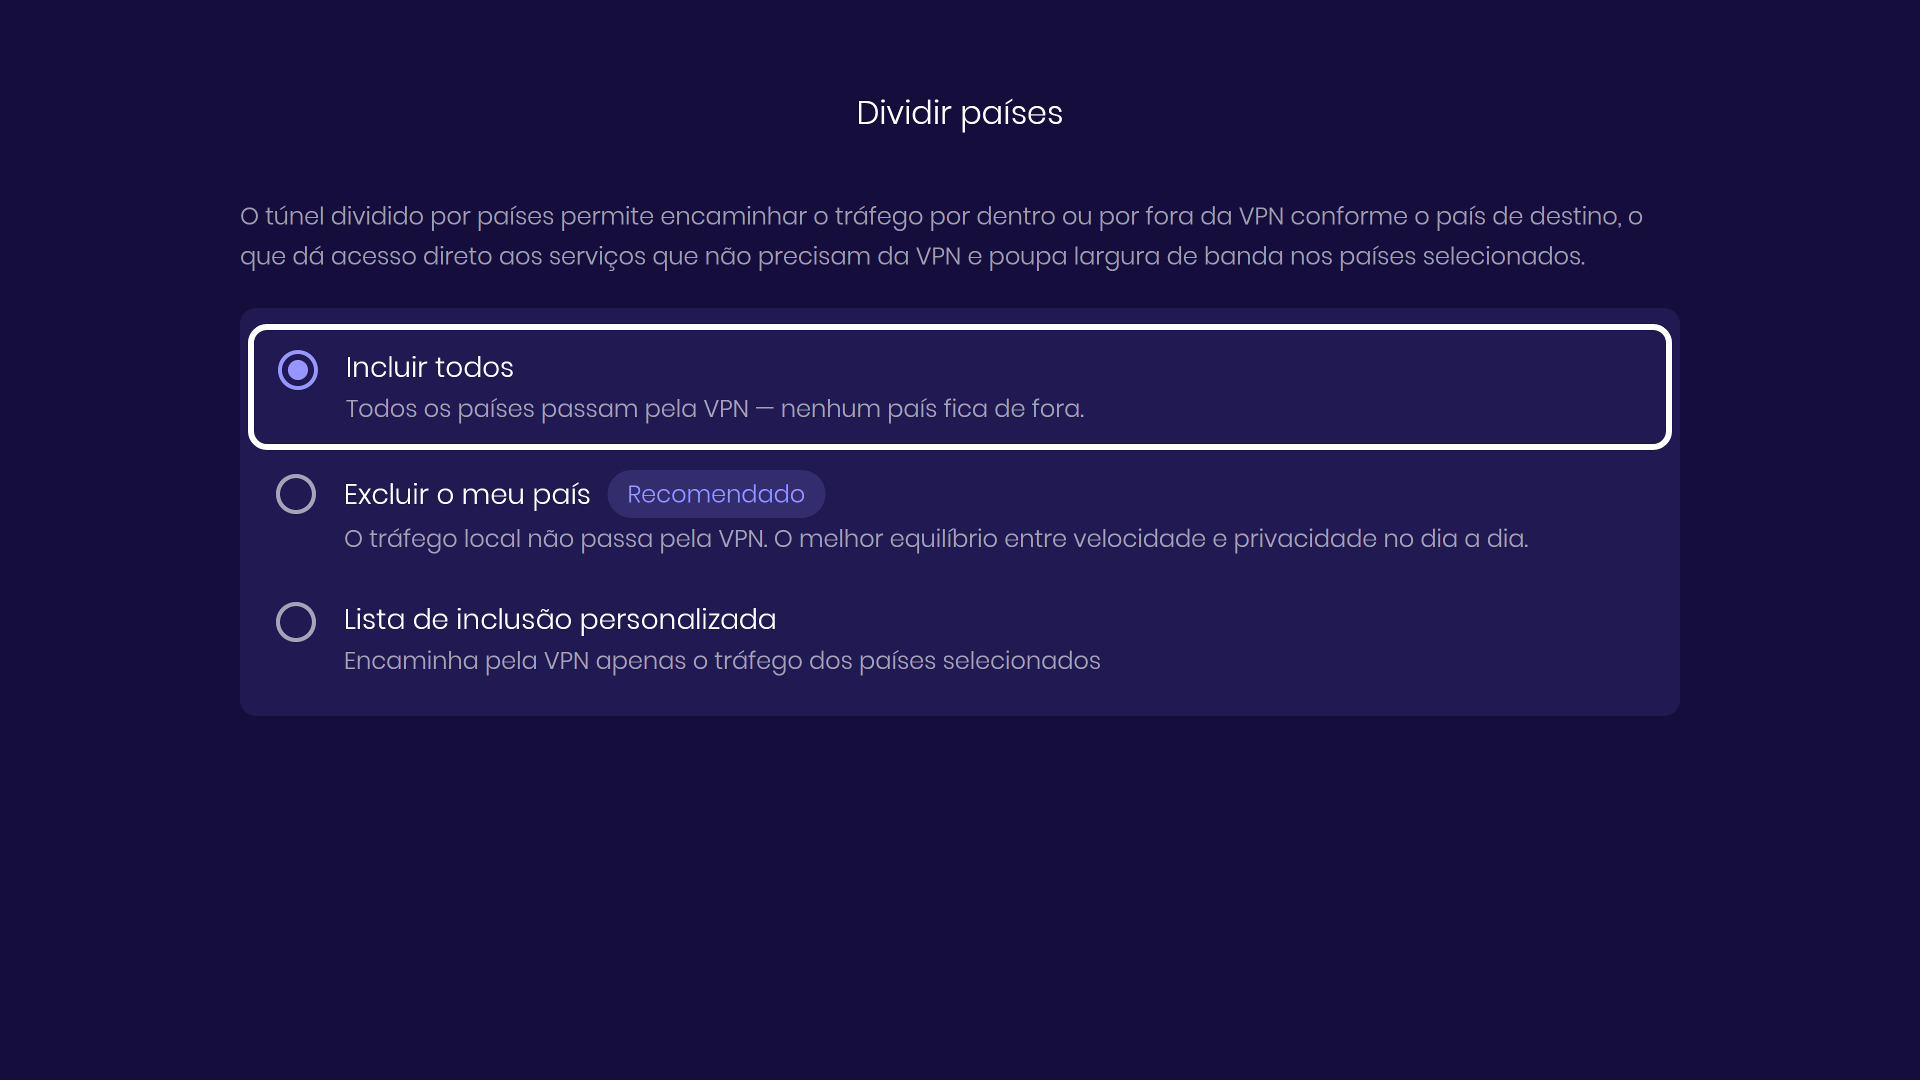 Dividir países
O túnel dividido por países permite encaminhar o tráfego por dentro ou por fora da VPN conforme o país de destino, o
que dá acesso direto aos serviços que não precisam da VPN e poupa largura de banda nos países selecionados.
Incluir todos
Todos os países passam pela VPN — nenhum país fica de fora.
Excluir o meu país Recomendado
O tráfego local não passa pela VPN. O melhor equilíbrio entre velocidade e privacidade no dia a dia.
Lista de inclusão personalizada
Encaminha pela VPN apenas o tráfego dos países selecionados